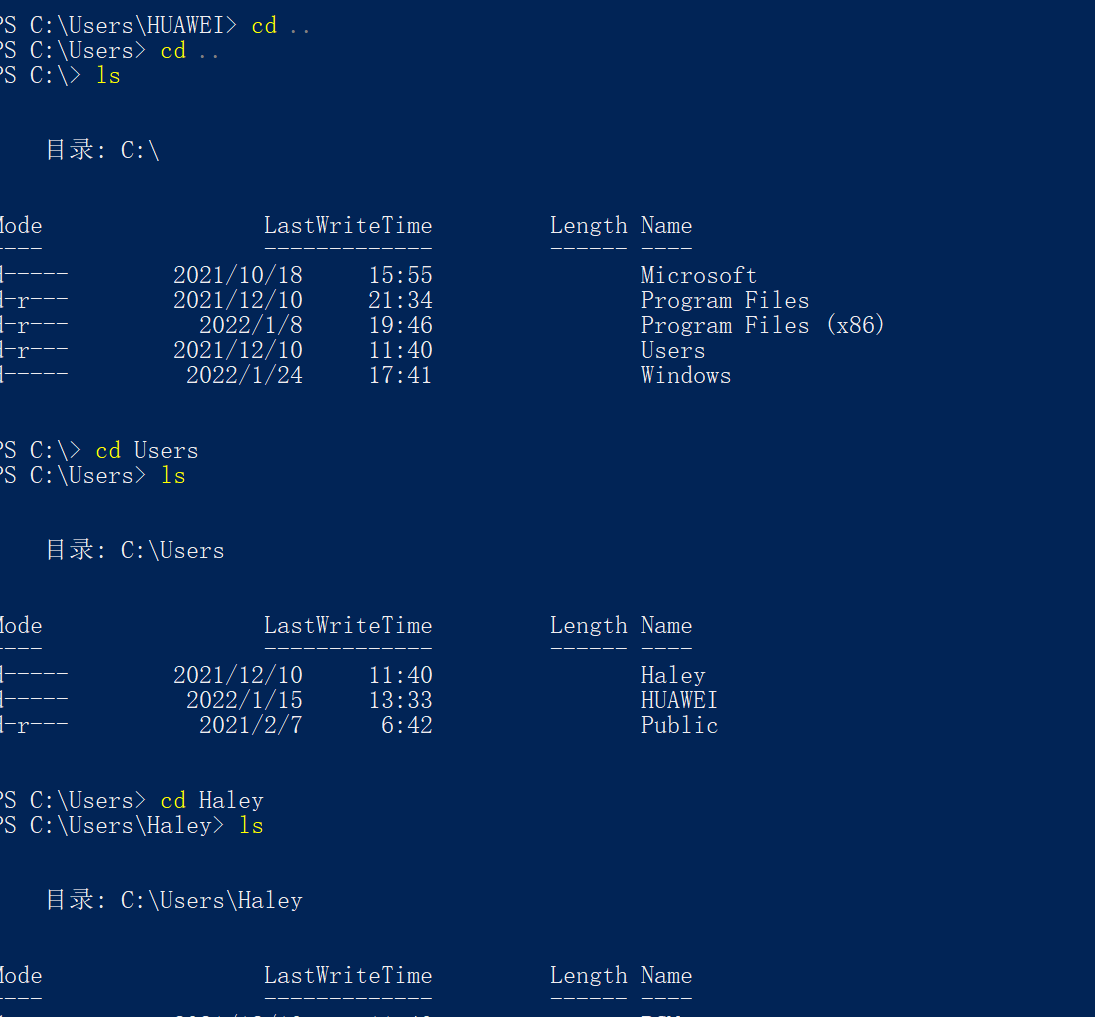 PS C:\Users\HUAWEI> cd ..
PS C:\Users> cd ..
PS C:\> ls
目录: C:\
Mode LastWriteTime Length Name
---- ------------- ------ ----
d----- 2021/10/18 15:55 Microsoft
d-r--- 2021/12/10 21:34 Program Files
d-r--- 2022/1/8 19:46 Program Files (x86)
d-r--- 2021/12/10 11:40 Users
d----- 2022/1/24 17:41 Windows
PS C:\> cd Users
PS C:\Users> ls
目录: C:\Users
Mode LastWriteTime Length Name
---- ------------- ------ ----
d----- 2021/12/10 11:40 Haley
d----- 2022/1/15 13:33 HUAWEI
d-r--- 2021/2/7 6:42 Public
PS C:\Users> cd Haley
PS C:\Users\Haley> ls
目录: C:\Users\Haley
Mode LastWriteTime Length Name
---- ------------- ------ ----